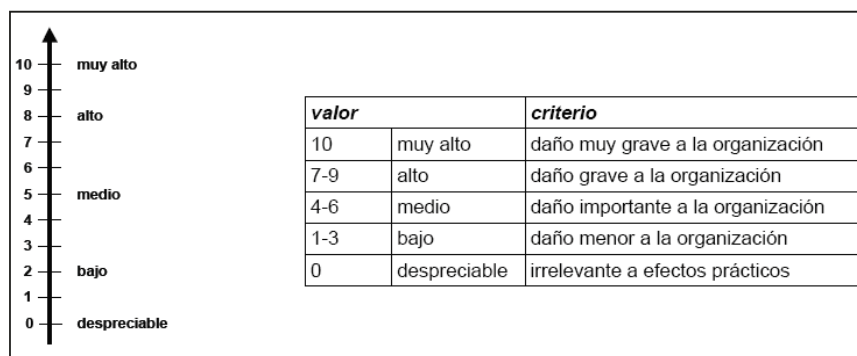 10 muy alto
9
8 alto
7
6
5 medio
4
3
2 bajo
1
0 despreciable
valor criterio
10 muy alto daño muy grave a la organización
7-9 alto daño grave a la organización
4-6 medio daño importante a la organización
1-3 bajo daño menor a la organización
0 despreciable irrelevante a efectos prácticos